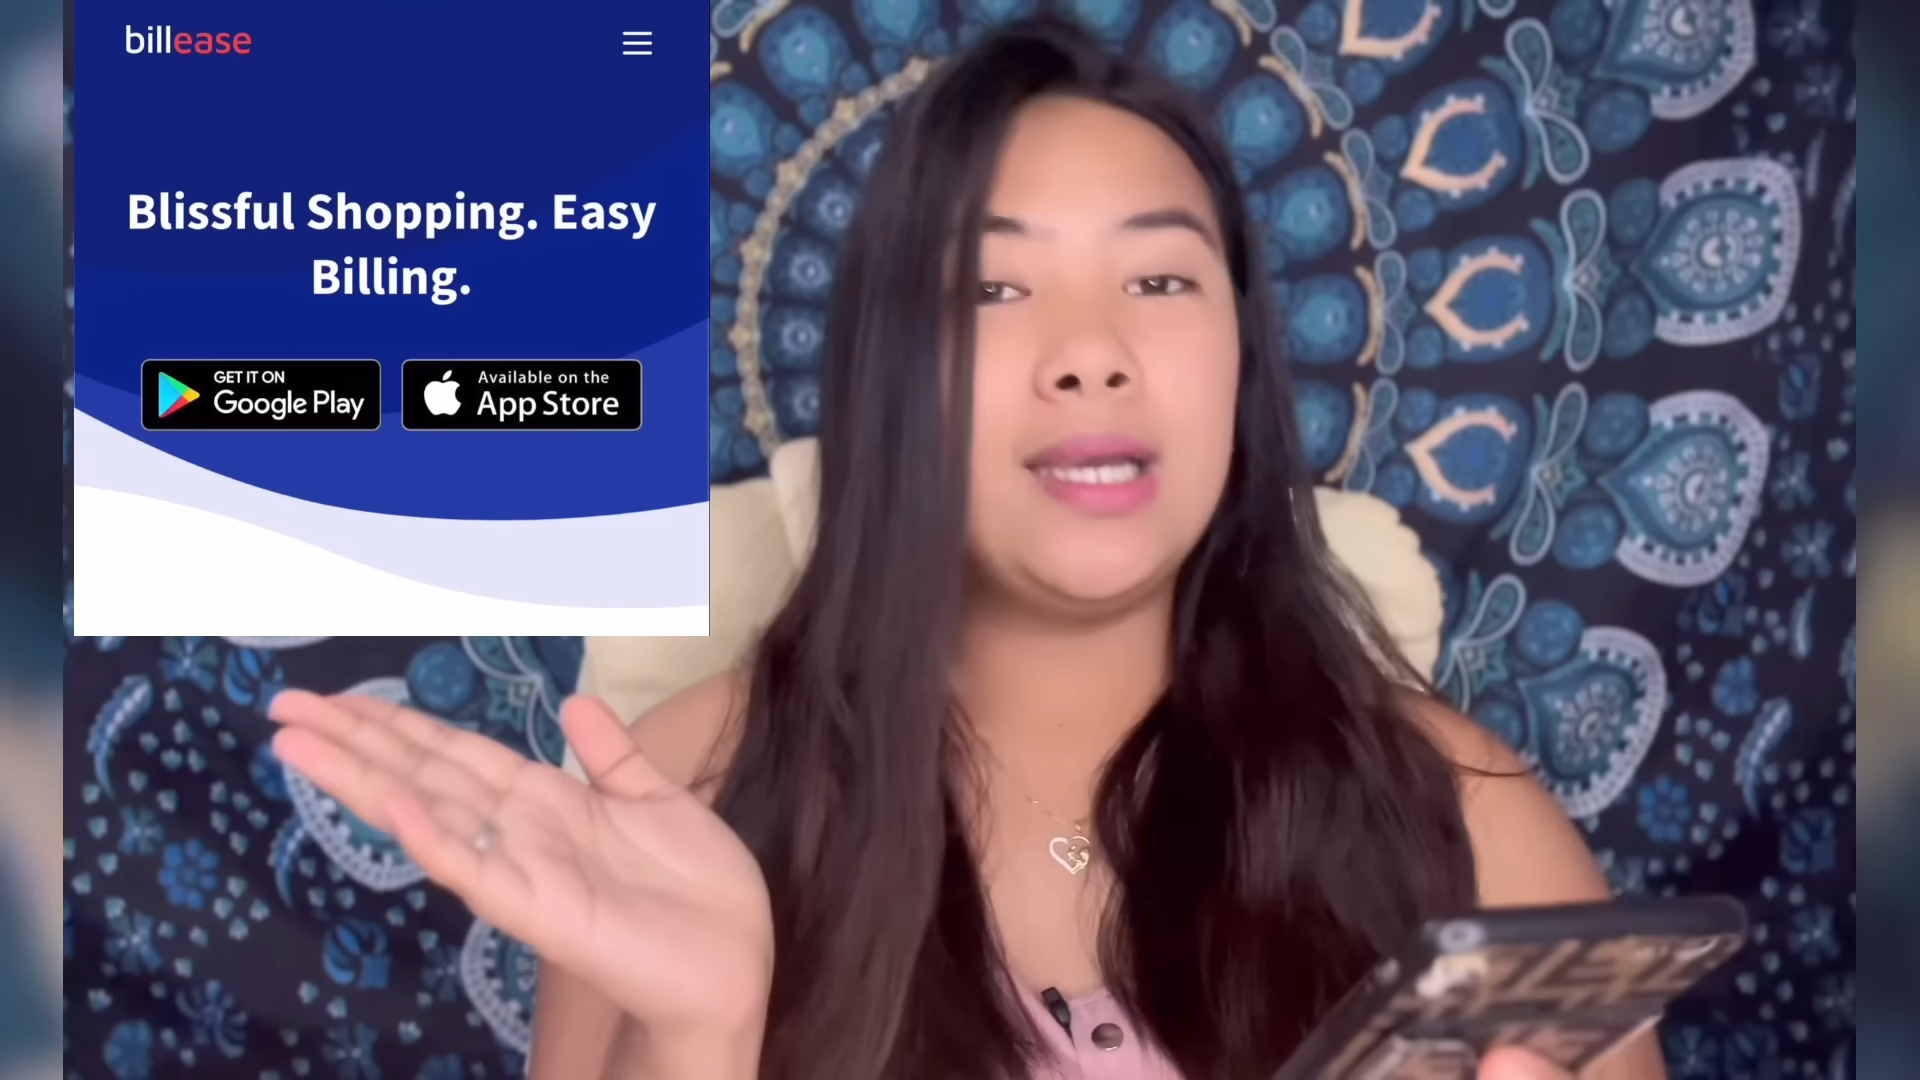 billease
Blissful Shopping. Easy
Billing.
GET IT ON
Google Play
Available on the
App Store